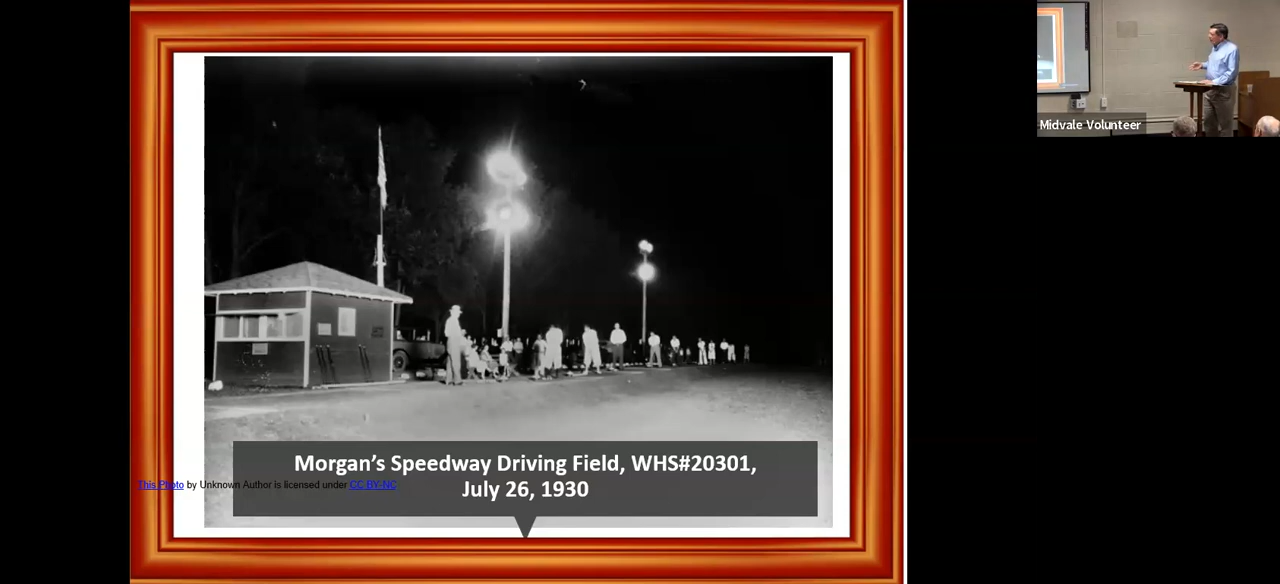 Morgan's Speedway Driving Field, WHS#20301,
July 26, 1930
This Photo by Unknown Author is licensed under CC BY-NC
Midvale Volunteer